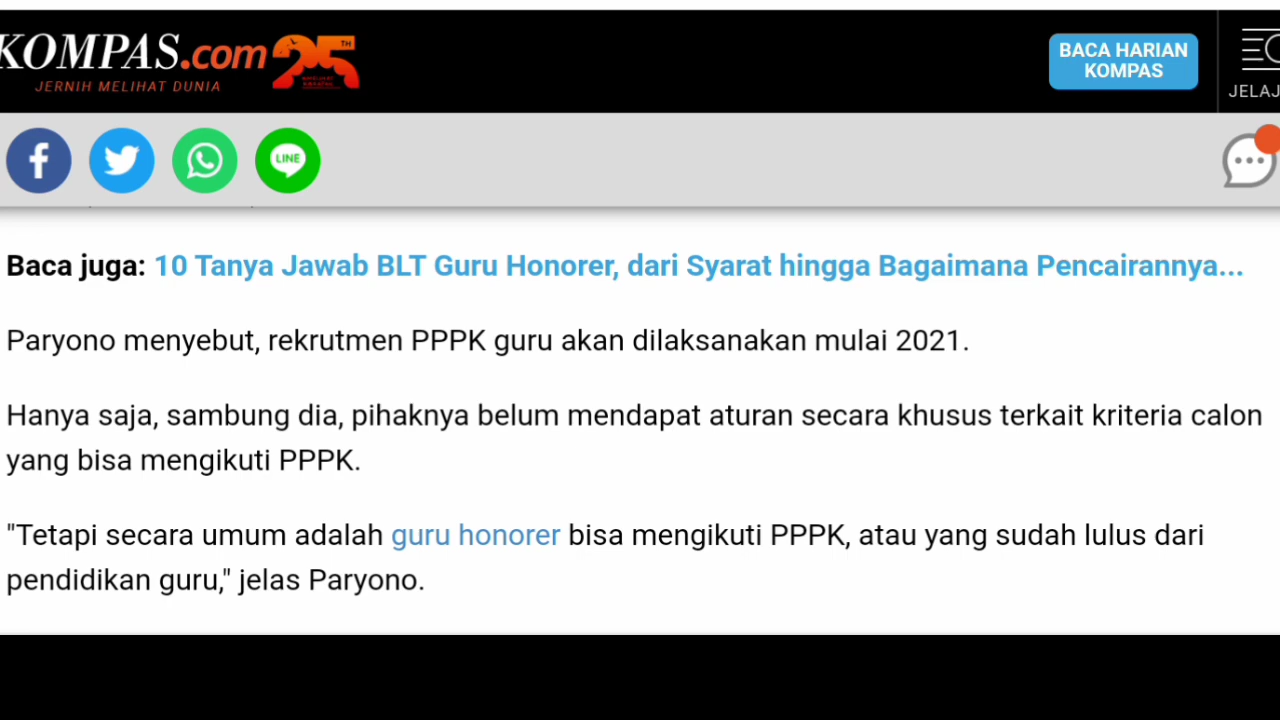 KOMPAS.com 25TH
JERNIH MELIHAT DUNIA
BACA HARIAN
KOMPAS
JELAJ
LINE
Baca juga: 10 Tanya Jawab BLT Guru Honorer, dari Syarat hingga Bagaimana Pencairannya...
Paryono menyebut, rekrutmen PPPK guru akan dilaksanakan mulai 2021.
Hanya saja, sambung dia, pihaknya belum mendapat aturan secara khusus terkait kriteria calon
yang bisa mengikuti PPPK.
"Tetapi secara umum adalah guru honorer bisa mengikuti PPPK, atau yang sudah lulus dari
pendidikan guru," jelas Paryono.